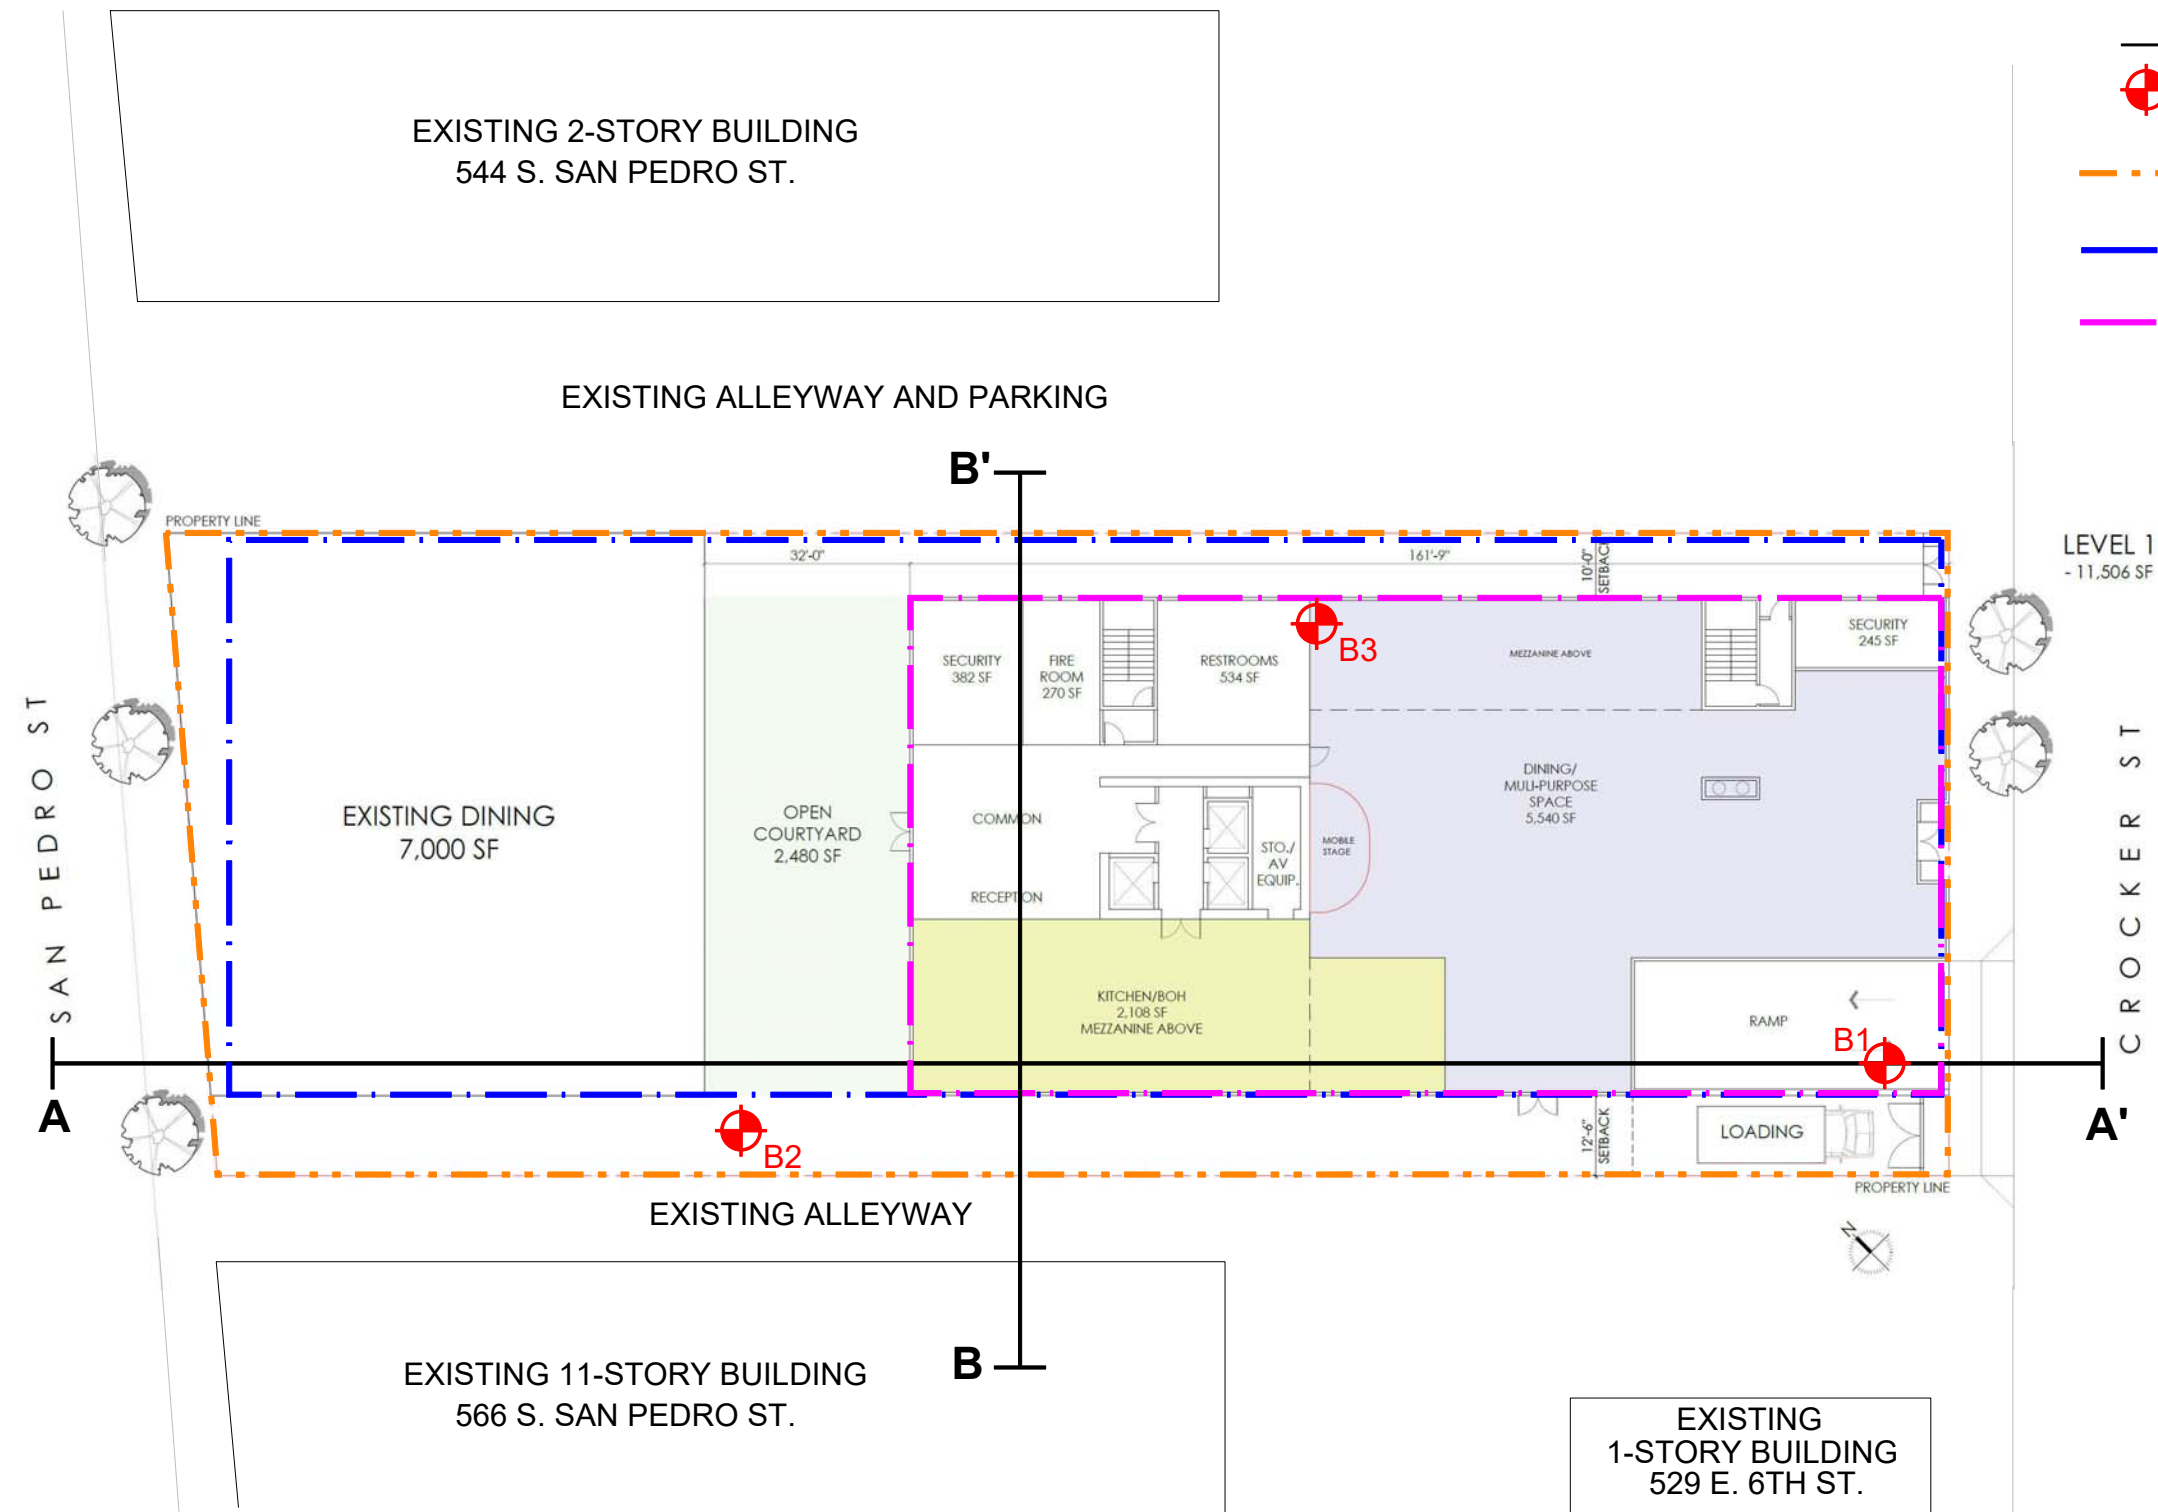 EXISTING 2-STORY BUILDING
544 S. SAN PEDRO ST.
EXISTING ALLEYWAY AND PARKING
B'
PROPERTY LINE
32'-0"
161'-9"
10'-0"
SETBACK
LEVEL 1
- 11,506 SF
SECURITY
382 SF
FIRE
ROOM
270 SF
RESTROOMS
534 SF
B3
MEZZANINE ABOVE
SECURITY
245 SF
SAN PEDRO ST
EXISTING DINING
7,000 SF
OPEN
COURTYARD
2,480 SF
COMMON
RECEPTION
STO./
AV
EQUIP.
MOBILE
STAGE
DINING/
MULI-PURPOSE
SPACE
5,540 SF
CROCKER ST
KITCHEN/BOH
2,108 SF
MEZZANINE ABOVE
RAMP
B1
A
A'
B2
12'-6"
SETBACK
LOADING
PROPERTY LINE
EXISTING ALLEYWAY
N
B
EXISTING 11-STORY BUILDING
566 S. SAN PEDRO ST.
EXISTING
1-STORY BUILDING
529 E. 6TH ST.